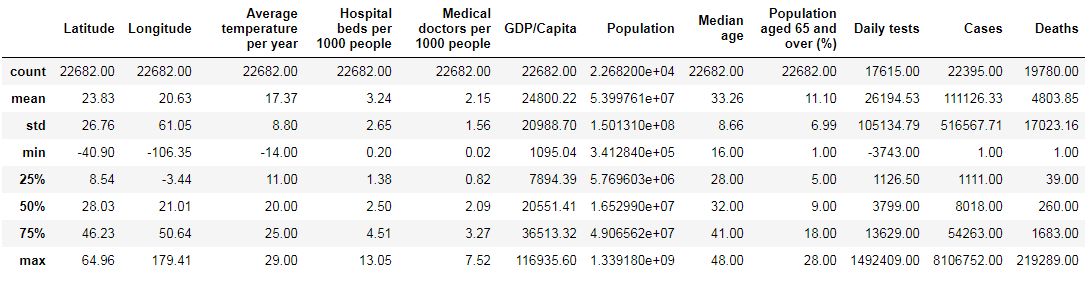 Latitude Longitude Average temperature per year Hospital beds per 1000 people Medical doctors per 1000 people GDP/Capita Population Median age Population aged 65 and over (%) Daily tests Cases Deaths
count 22682.00 22682.00 22682.00 22682.00 22682.00 22682.00 2.268200e+04 22682.00 22682.00 17615.00 22395.00 19780.00
mean 23.83 20.63 17.37 3.24 2.15 24800.22 5.399761e+07 33.26 11.10 26194.53 111126.33 4803.85
std 26.76 61.05 8.80 2.65 1.56 20988.70 1.501310e+08 8.66 6.99 105134.79 516567.71 17023.16
min -40.90 -106.35 -14.00 0.20 0.02 1095.04 3.412840e+05 16.00 1.00 -3743.00 1.00 1.00
25% 8.54 -3.44 11.00 1.38 0.82 7894.39 5.769603e+06 28.00 5.00 1126.50 1111.00 39.00
50% 28.03 21.01 20.00 2.50 2.09 20551.41 1.652990e+07 32.00 9.00 3799.00 8018.00 260.00
75% 46.23 50.64 25.00 4.51 3.27 36513.32 4.906562e+07 41.00 18.00 13629.00 54263.00 1683.00
max 64.96 179.41 29.00 13.05 7.52 116935.60 1.339180e+09 48.00 28.00 1492409.00 8106752.00 219289.00